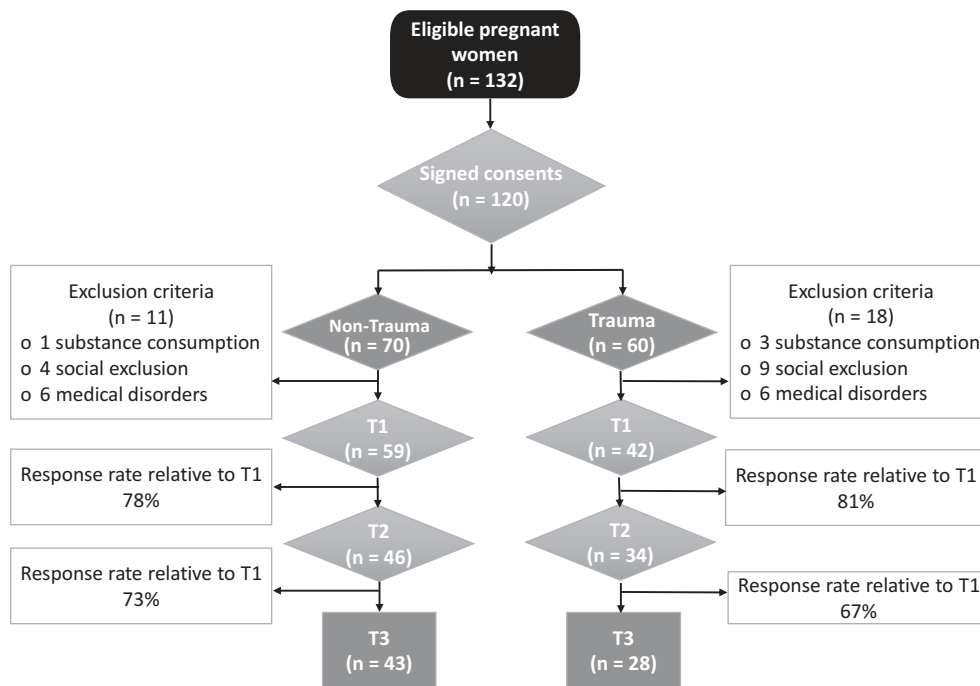 Eligible pregnant
women
(n = 132)
Signed consents
(n = 120)
Exclusion criteria
(n = 11)
o 1 substance consumption
o 4 social exclusion
o 6 medical disorders
Non-Trauma
(n = 70)
Trauma
(n = 60)
Exclusion criteria
(n = 18)
o 3 substance consumption
o 9 social exclusion
o 6 medical disorders
T1
(n = 59)
T1
(n = 42)
Response rate relative to T1
78%
Response rate relative to T1
81%
T2
(n = 46)
T2
(n = 34)
Response rate relative to T1
73%
Response rate relative to T1
67%
T3
(n = 43)
T3
(n = 28)